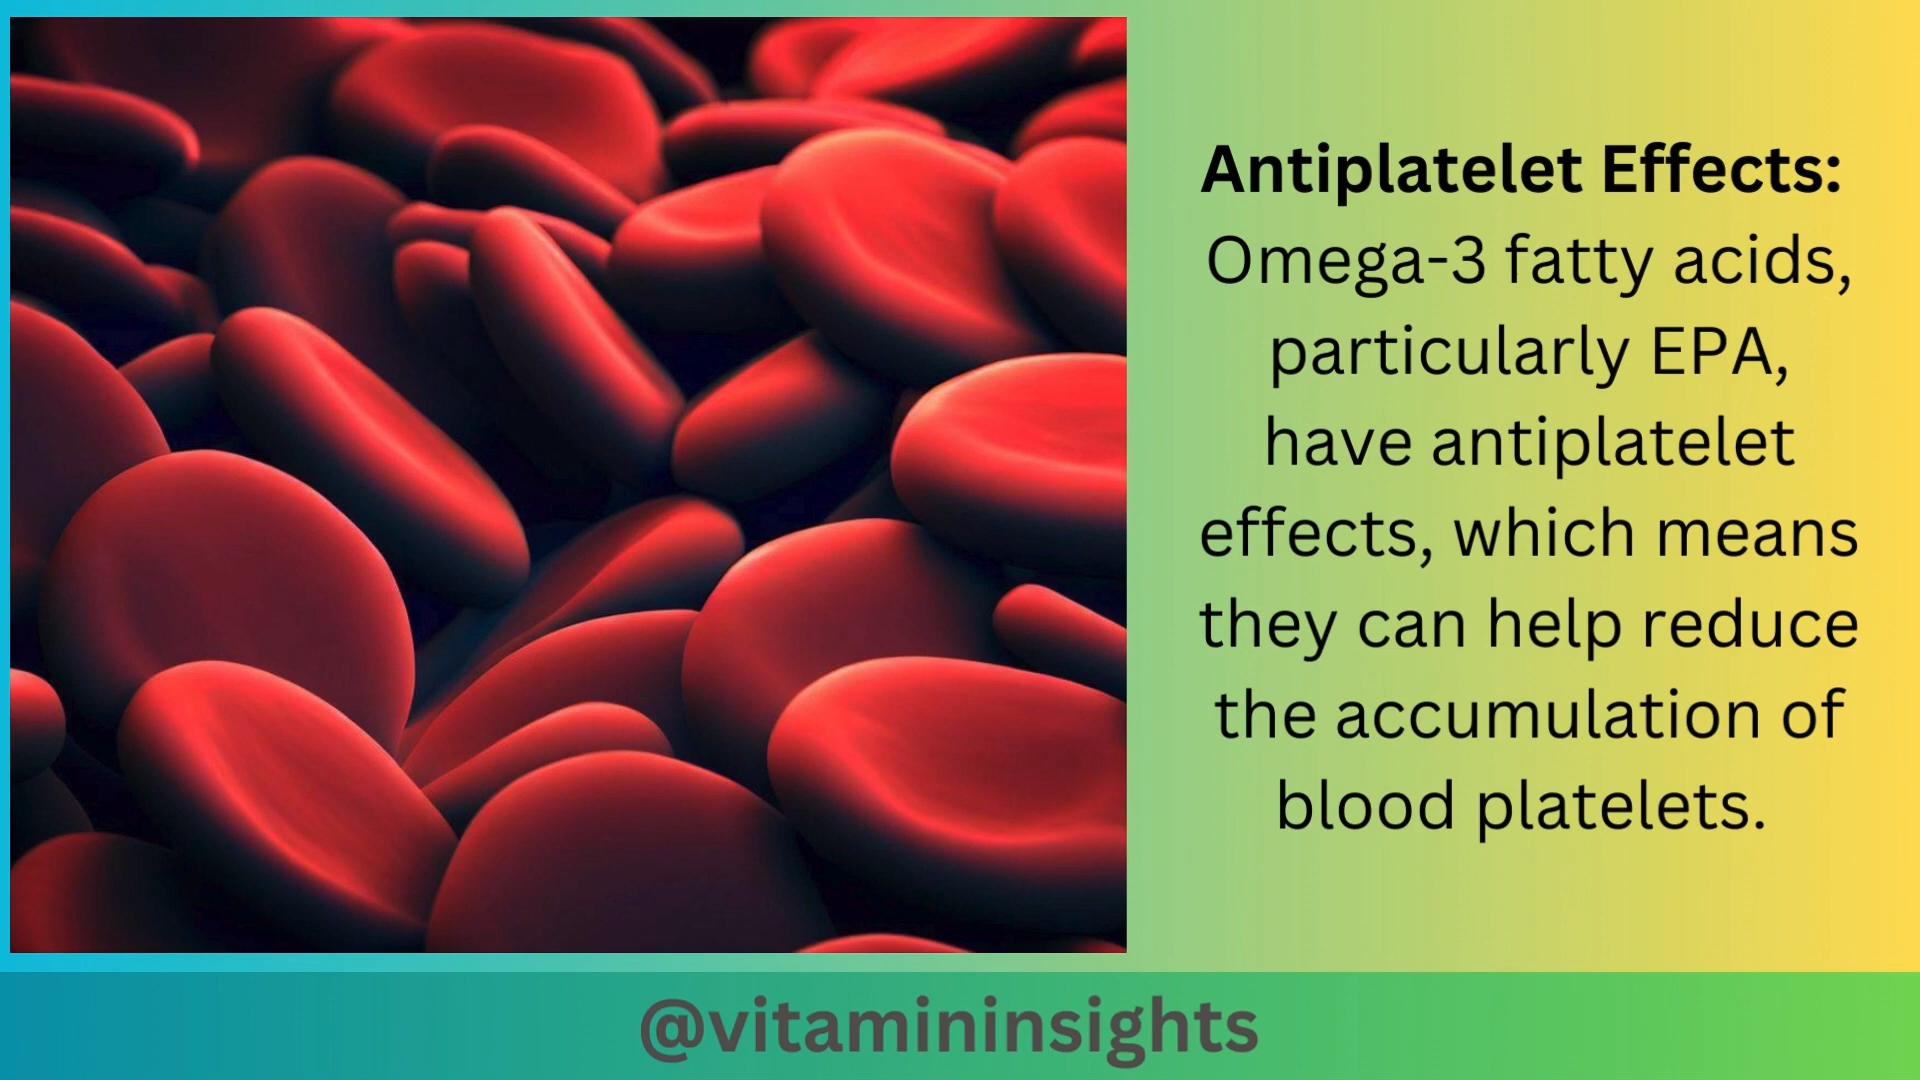 Antiplatelet Effects:
Omega-3 fatty acids,
particularly EPA,
have antiplatelet
effects, which means
they can help reduce
the accumulation of
blood platelets.
@vitamininsights